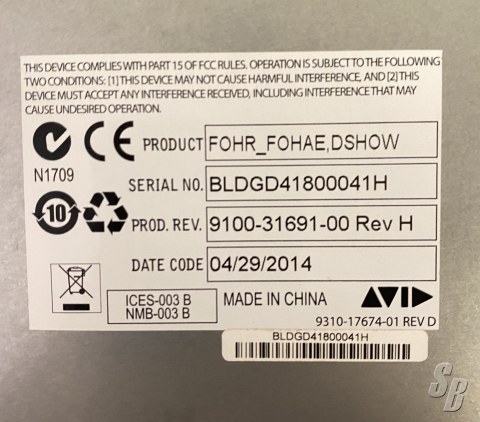 THIS DEVICE COMPLIES WITH PART 15 OF FCC RULES. OPERATION IS SUBJECT TO THE FOLLOWING
TWO CONDITIONS: [1] THIS DEVICE MAY NOT CAUSE HARMFUL INTERFERENCE, AND [2] THIS
DEVICE MUST ACCEPT ANY INTERFERENCE RECEIVED, INCLUDING INTERFERENCE THAT MAY
CAUSE UNDESIRED OPERATION.
CE PRODUCT FOHR_FOHAE,DSHOW
N1709
SERIAL NO. BLDGD41800041H
10 PROD. REV. 9100-31691-00 Rev H
DATE CODE 04/29/2014
ICES-003 B
NMB-003 B
MADE IN CHINA AVID
9310-17674-01 REV D
BLDGD41800041H
SB